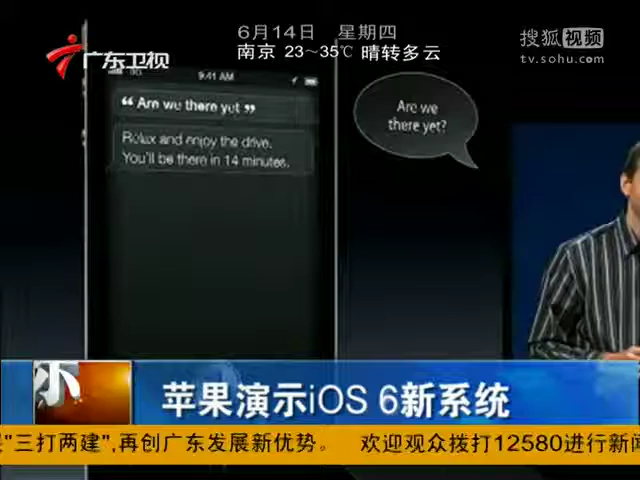 6月14日 星期四
南京 23~35℃ 晴转多云
广东卫视
搜狐视频
tv.sohu.com
9:41 AM
“Are we there yet”
Relax and enjoy the drive.
You'll be there in 14 minutes.
Are we
there yet?
苹果演示iOS 6新系统
"三打两建",再创广东发展新优势。 欢迎观众拨打12580进行新闻